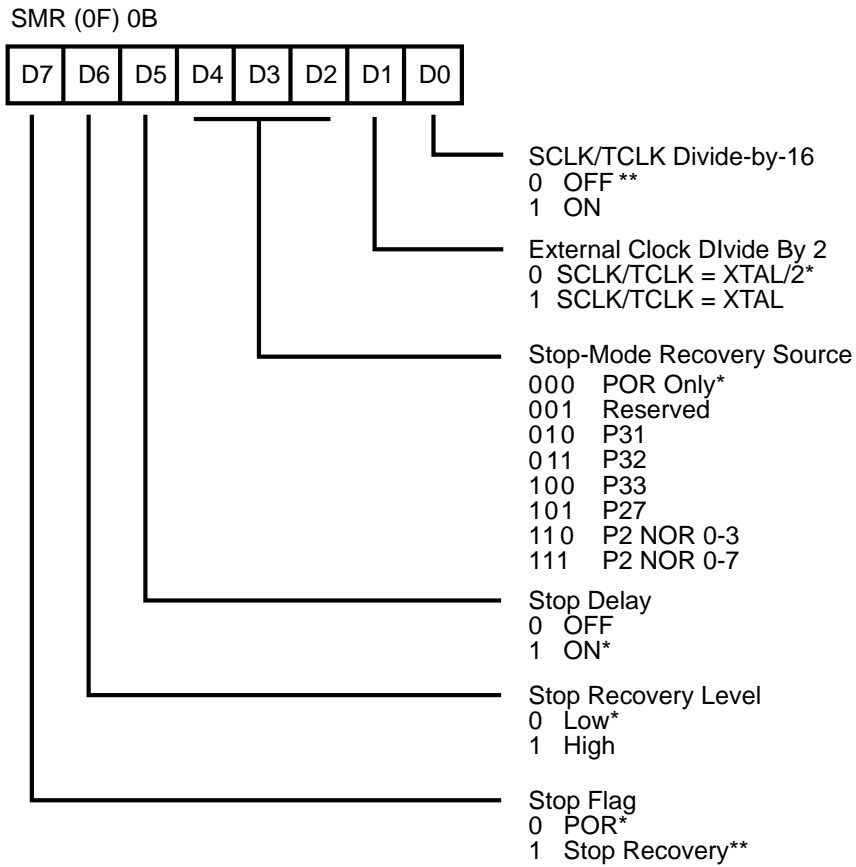 SMR (0F) 0B
D7 D6 D5 D4 D3 D2 D1 D0
SCLK/TCLK Divide-by-16
0 OFF **
1 ON
External Clock DIvide By 2
0 SCLK/TCLK = XTAL/2*
1 SCLK/TCLK = XTAL
Stop-Mode Recovery Source
000 POR Only*
001 Reserved
010 P31
011 P32
100 P33
101 P27
110 P2 NOR 0-3
111 P2 NOR 0-7
Stop Delay
0 OFF
1 ON*
Stop Recovery Level
0 Low*
1 High
Stop Flag
0 POR*
1 Stop Recovery**